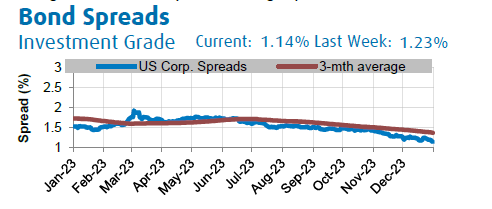 Bond Spreads
Investment Grade Current: 1.14% Last Week: 1.23%
US Corp. Spreads 3-mth average
Spread (%)
3
2.5
2
1.5
1
Jan-23 Feb-23 Mar-23 Apr-23 May-23 Jun-23 Jul-23 Aug-23 Sep-23 Oct-23 Nov-23 Dec-23